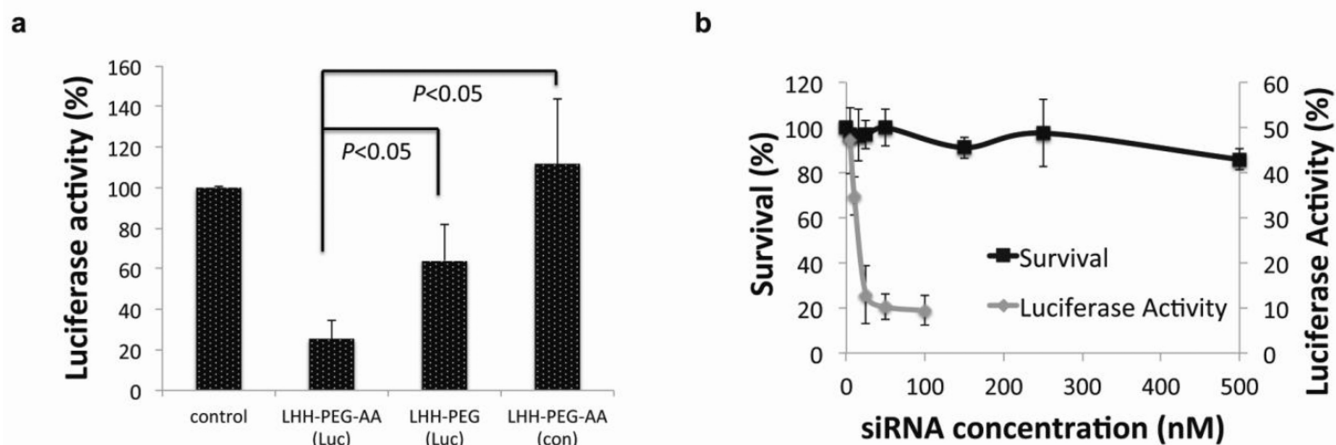 a
Luciferase activity (%)
160
140
120
100
80
60
40
20
0
P<0.05
P<0.05
control
LHH-PEG-AA
(Luc)
LHH-PEG
(Luc)
LHH-PEG-AA
(con)
b
Survival (%)
120
100
80
60
40
20
0
Survival
Luciferase Activity
60
50
40
30
20
10
0
Luciferase Activity (%)
0
100
200
300
400
500
siRNA concentration (nM)